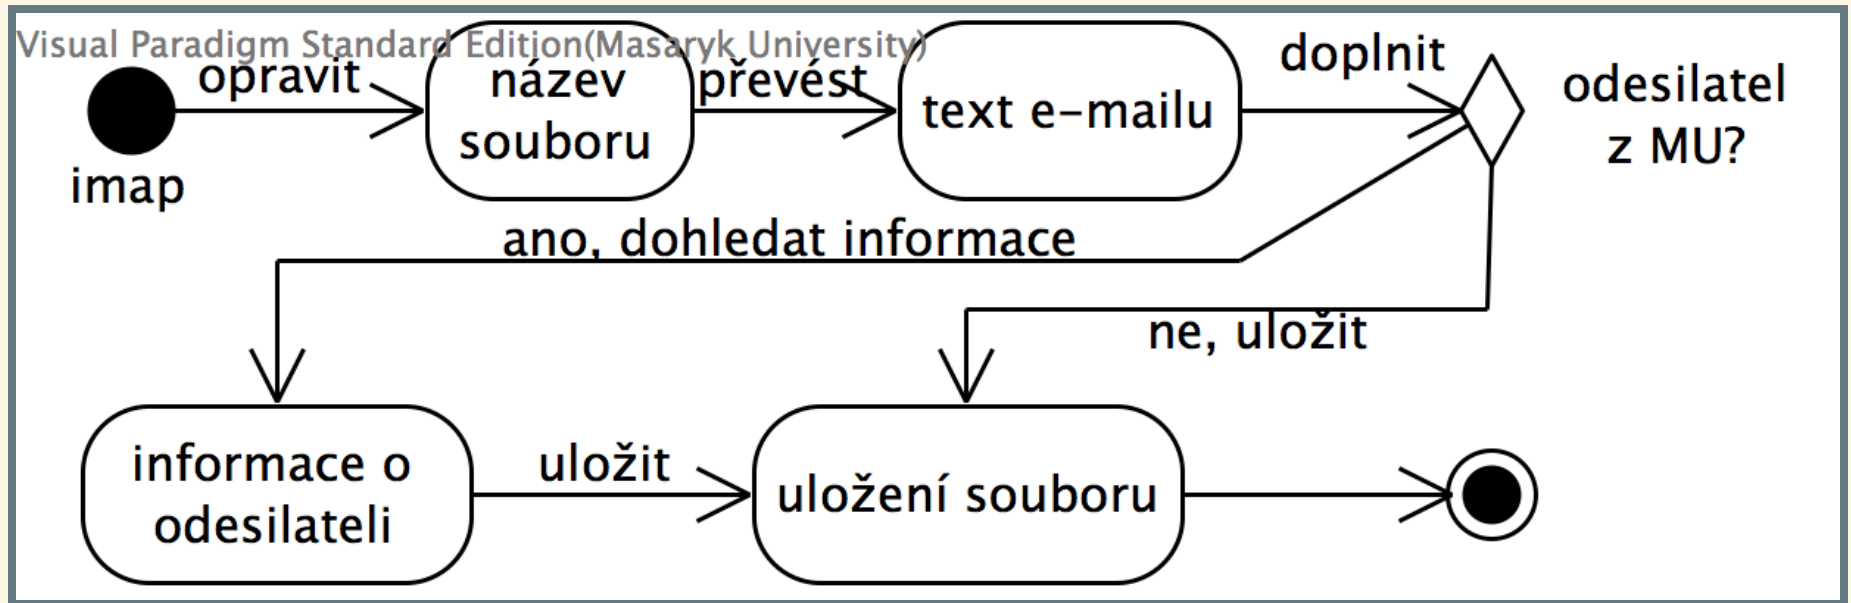 Visual Paradigm Standard Edition(Masaryk University)
opravit
název
souboru
převést
text e-mailu
doplnit
odesilatel
z MU?
imap
ano, dohledat informace
ne, uložit
informace o
odesilateli
uložit
uložení souboru